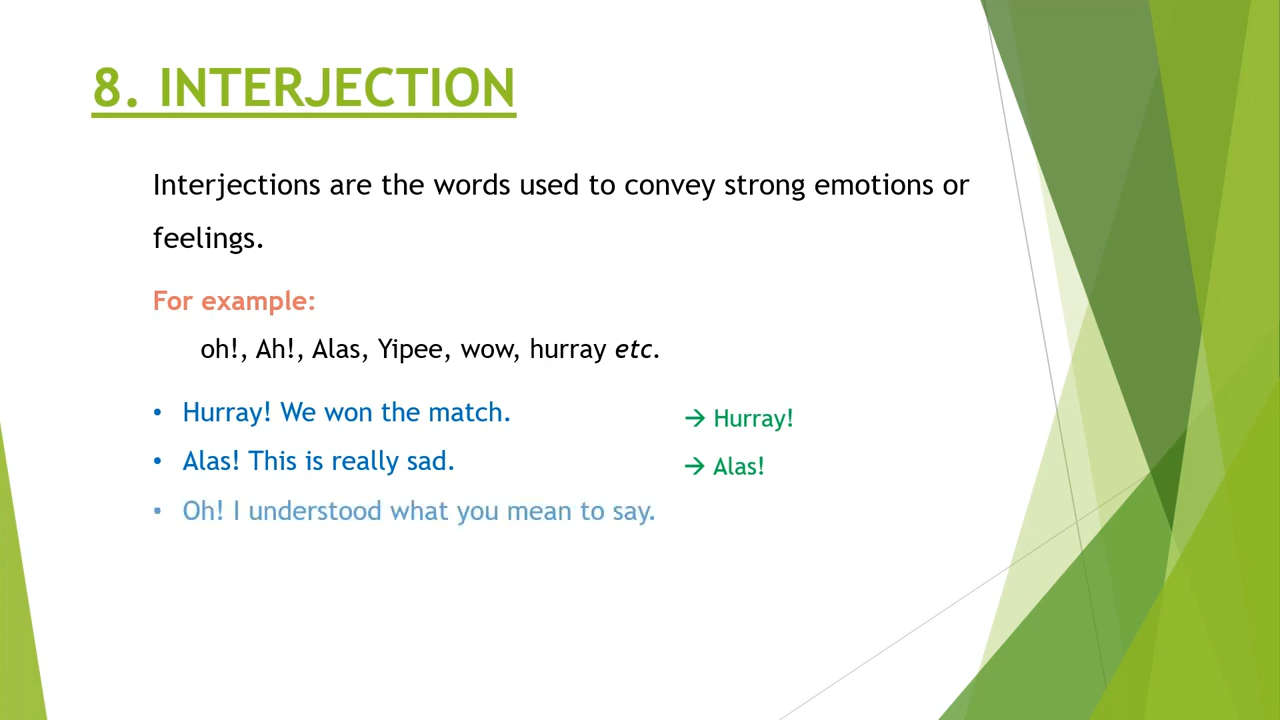 8. INTERJECTION
Interjections are the words used to convey strong emotions or
feelings.
For example:
oh!, Ah!, Alas, Yipee, wow, hurray etc.
• Hurray! We won the match. → Hurray!
• Alas! This is really sad. → Alas!
• Oh! I understood what you mean to say.